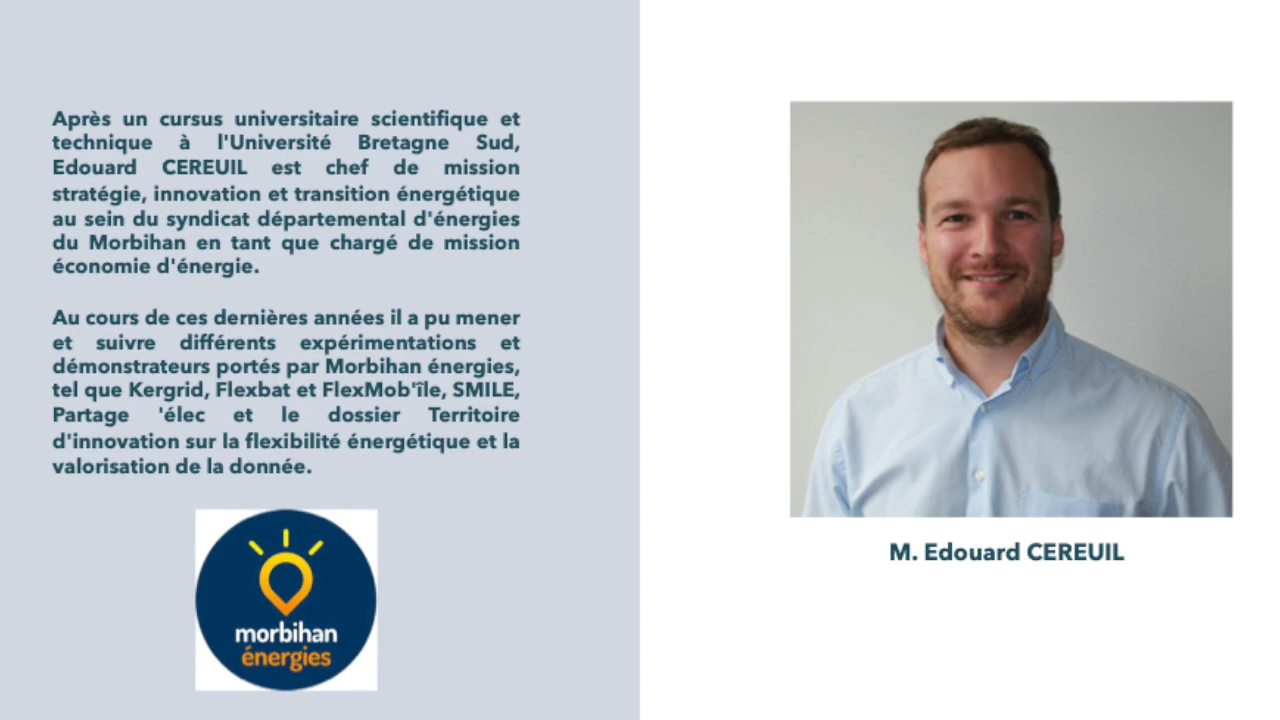 Après un cursus universitaire scientifique et
technique à l'Université Bretagne Sud,
Edouard CEREUIL est chef de mission
stratégie, innovation et transition énergétique
au sein du syndicat départemental d'énergies
du Morbihan en tant que chargé de mission
économie d'énergie.
Au cours de ces dernières années il a pu mener
et suivre différents expérimentations et
démonstrateurs portés par Morbihan énergies,
tel que Kergrid, Flexbat et FlexMob'île, SMILE,
Partage 'élec et le dossier Territoire
d'innovation sur la flexibilité énergétique et la
valorisation de la donnée.
morbihan
énergies
M. Edouard CEREUIL